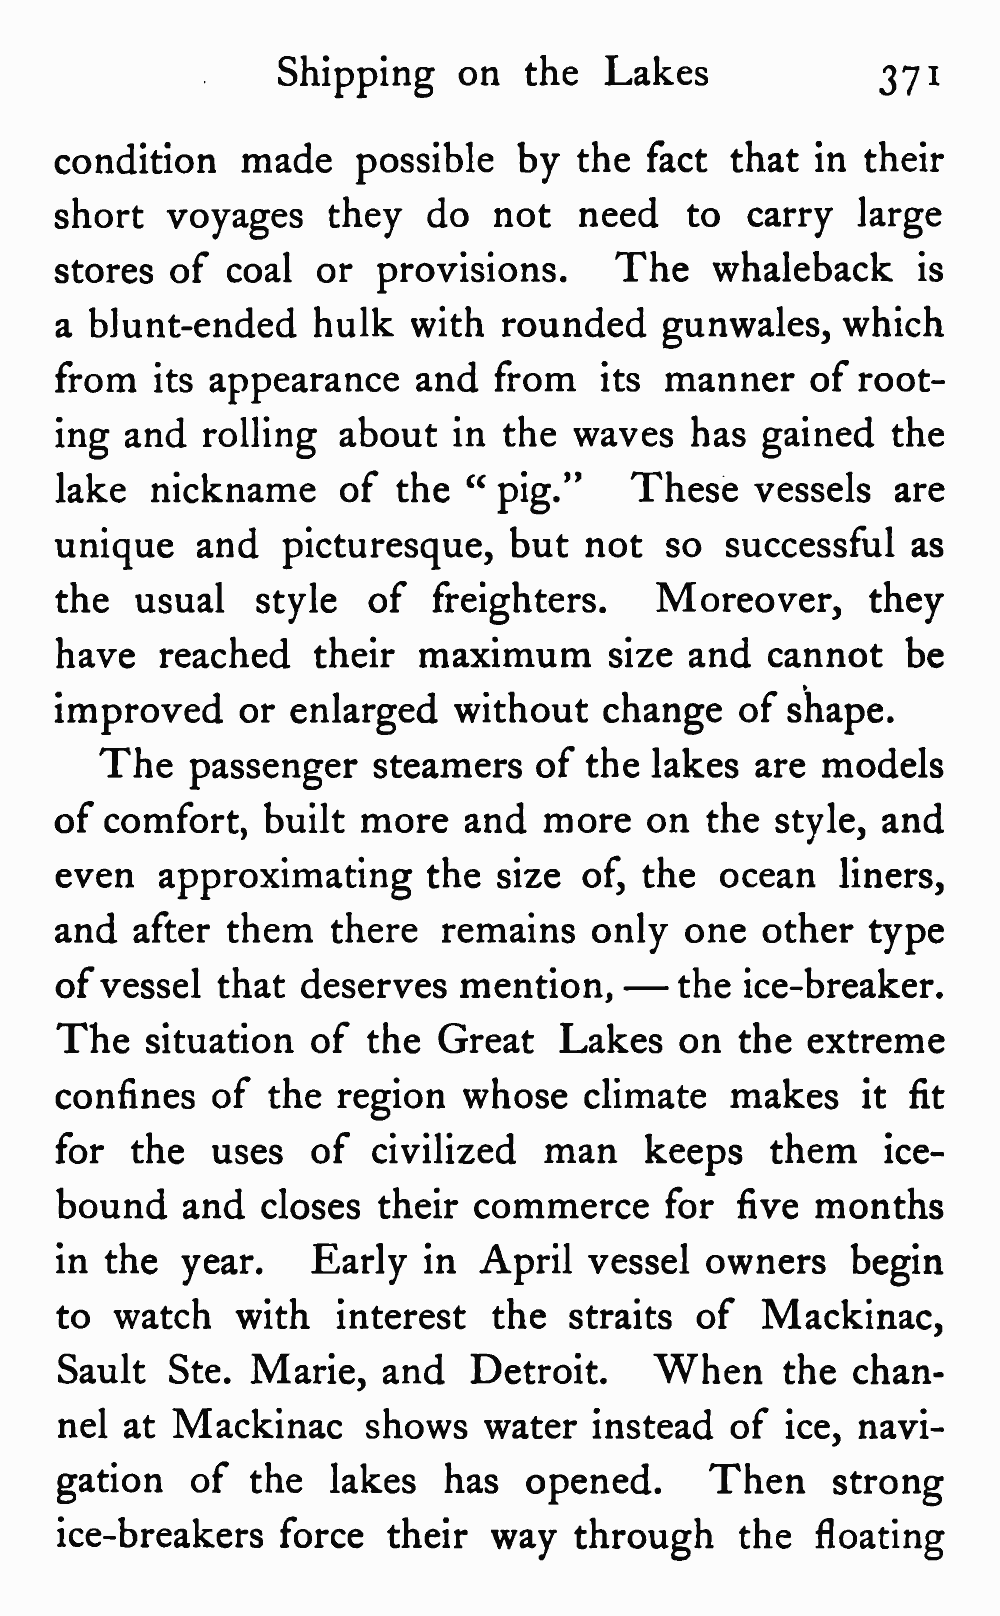 Shipping on the Lakes 371
condition made possible by the fact that in their
short voyages they do not need to carry large
stores of coal or provisions. The whaleback is
a blunt-ended hulk with rounded gunwales, which
from its appearance and from its manner of root-
ing and rolling about in the waves has gained the
lake nickname of the “ pig.” These vessels are
unique and picturesque, but not so successful as
the usual style of freighters. Moreover, they
have reached their maximum size and cannot be
improved or enlarged without change of shape.
The passenger steamers of the lakes are models
of comfort, built more and more on the style, and
even approximating the size of, the ocean liners,
and after them there remains only one other type
of vessel that deserves mention, — the ice-breaker.
The situation of the Great Lakes on the extreme
confines of the region whose climate makes it fit
for the uses of civilized man keeps them ice-
bound and closes their commerce for five months
in the year. Early in April vessel owners begin
to watch with interest the straits of Mackinac,
Sault Ste. Marie, and Detroit. When the chan-
nel at Mackinac shows water instead of ice, navi-
gation of the lakes has opened. Then strong
ice-breakers force their way through the floating